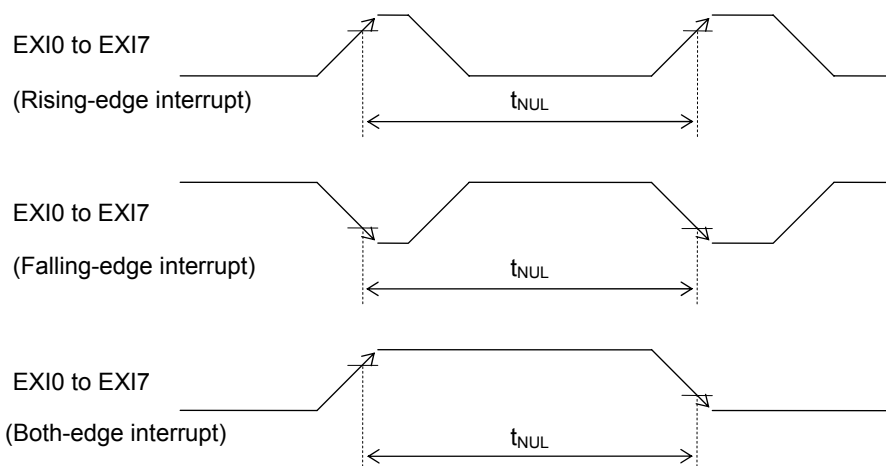 EXI0 to EXI7
(Rising-edge interrupt)
tNUL
EXI0 to EXI7
(Falling-edge interrupt)
tNUL
EXI0 to EXI7
(Both-edge interrupt)
tNUL